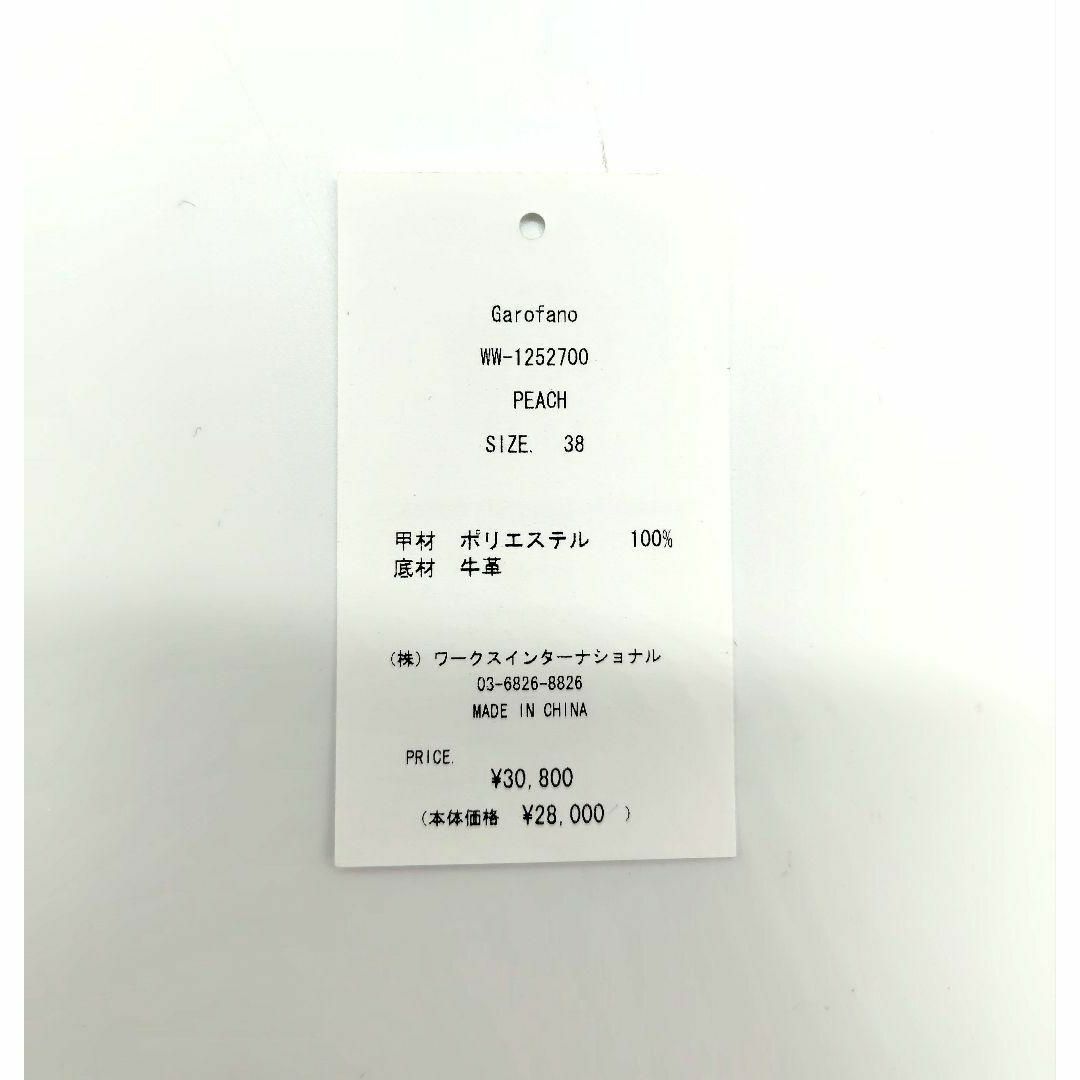 Garofano
WW-1252700
PEACH
SIZE. 38
甲材 ポリエステル 100%
底材 牛革
(株) ワークスインターナショナル
03-6826-8826
MADE IN CHINA
PRICE.
¥30,800
(本体価格 ¥28,000 )